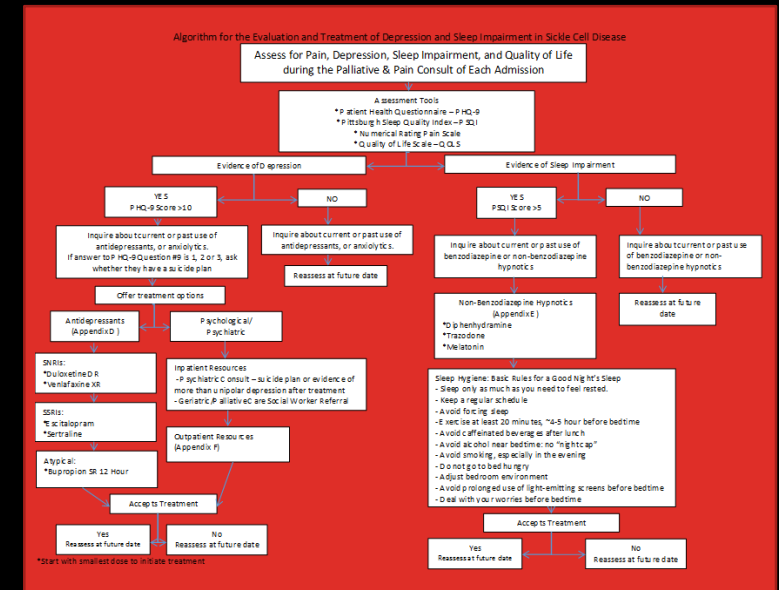 Algorithm for the Evaluation and Treatment of Depression and Sleep Impairment in Sickle Cell Disease
Assess for Pain, Depression, Sleep Impairment, and Quality of Life
during the Palliative & Pain Consult of Each Admission
Assessment Tools
*Patient Health Questionnaire – PHQ-9
*Pittsburgh Sleep Quality Index – PSQI
*Numerical Rating Pain Scale
*Quality of Life Scale – QOLS
Evidence of Depression
Evidence of Sleep Impairment
YES
PHQ-9 Score >10
NO
YES
PSQI Score >5
NO
Inquire about current or past use of
antidepressants, or anxiolytics.
If answer to PHQ-9 Question #9 is 1, 2 or 3, ask
whether they have a suicide plan
Inquire about current or past use of
antidepressants, or anxiolytic.
Inquire about current or past use of
benzodiazepine or non-benzodiazepine
hypnotics
Inquire about current or past use
of benzodiazepine or non-
benzodiazepine hypnotics
Reassess at future date
Reassess at future
date
Offer treatment options
Antidepressants
(Appendix D )
Psychological/
Psychiatric
Non-Benzodiazepine Hypnotics
(Appendix E )
*Diphenhydramine
*Trazodone
*Melatonin
SNRIs:
*Duloxetine DR
*Venlafaxine XR
SSRIs:
*Escitalopram
*Sertraline
Atypical:
*Bupropion SR 12 Hour
Inpatient Resources
- Psychiatric Consult – suicide plan or evidence of
more than unipolar depression after treatment
- Geriatric/Palliative Care Social Worker Referral
Outpatient Resources
(Appendix F)
Sleep Hygiene: Basic Rules for a Good Night's Sleep
- Sleep only as much as you need to feel rested.
- Keep a regular schedule
- Avoid forcing sleep
- Exercise at least 20 minutes, ~4-5 hour before bedtime
- Avoid caffeinated beverages after lunch
- Avoid alcohol near bedtime: no "night cap"
- Avoid smoking, especially in the evening
- Do not go to bed hungry
- Adjust bedroom environment
- Avoid prolonged use of light-emitting screens before bedtime
- Deal with your worries before bedtime
Accepts Treatment
Yes
Reassess at future date
No
Reassess at future date
Accepts Treatment
Yes
Reassess at future date
No
Reassess at future date
*Start with smallest dose to initiate treatment